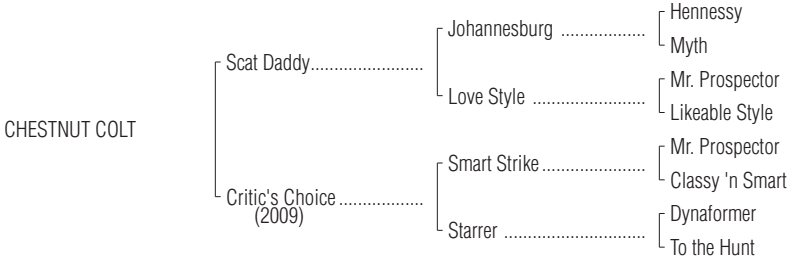 Hennessy
Johannesburg ...................
Myth
Scat Daddy.........................
Mr. Prospector
Love Style .........................
Likeable Style
CHESTNUT COLT
Mr. Prospector
Smart Strike.......................
Classy 'n Smart
Critic's Choice ...................
(2009)
Dynaformer
Starrer ................................
To the Hunt